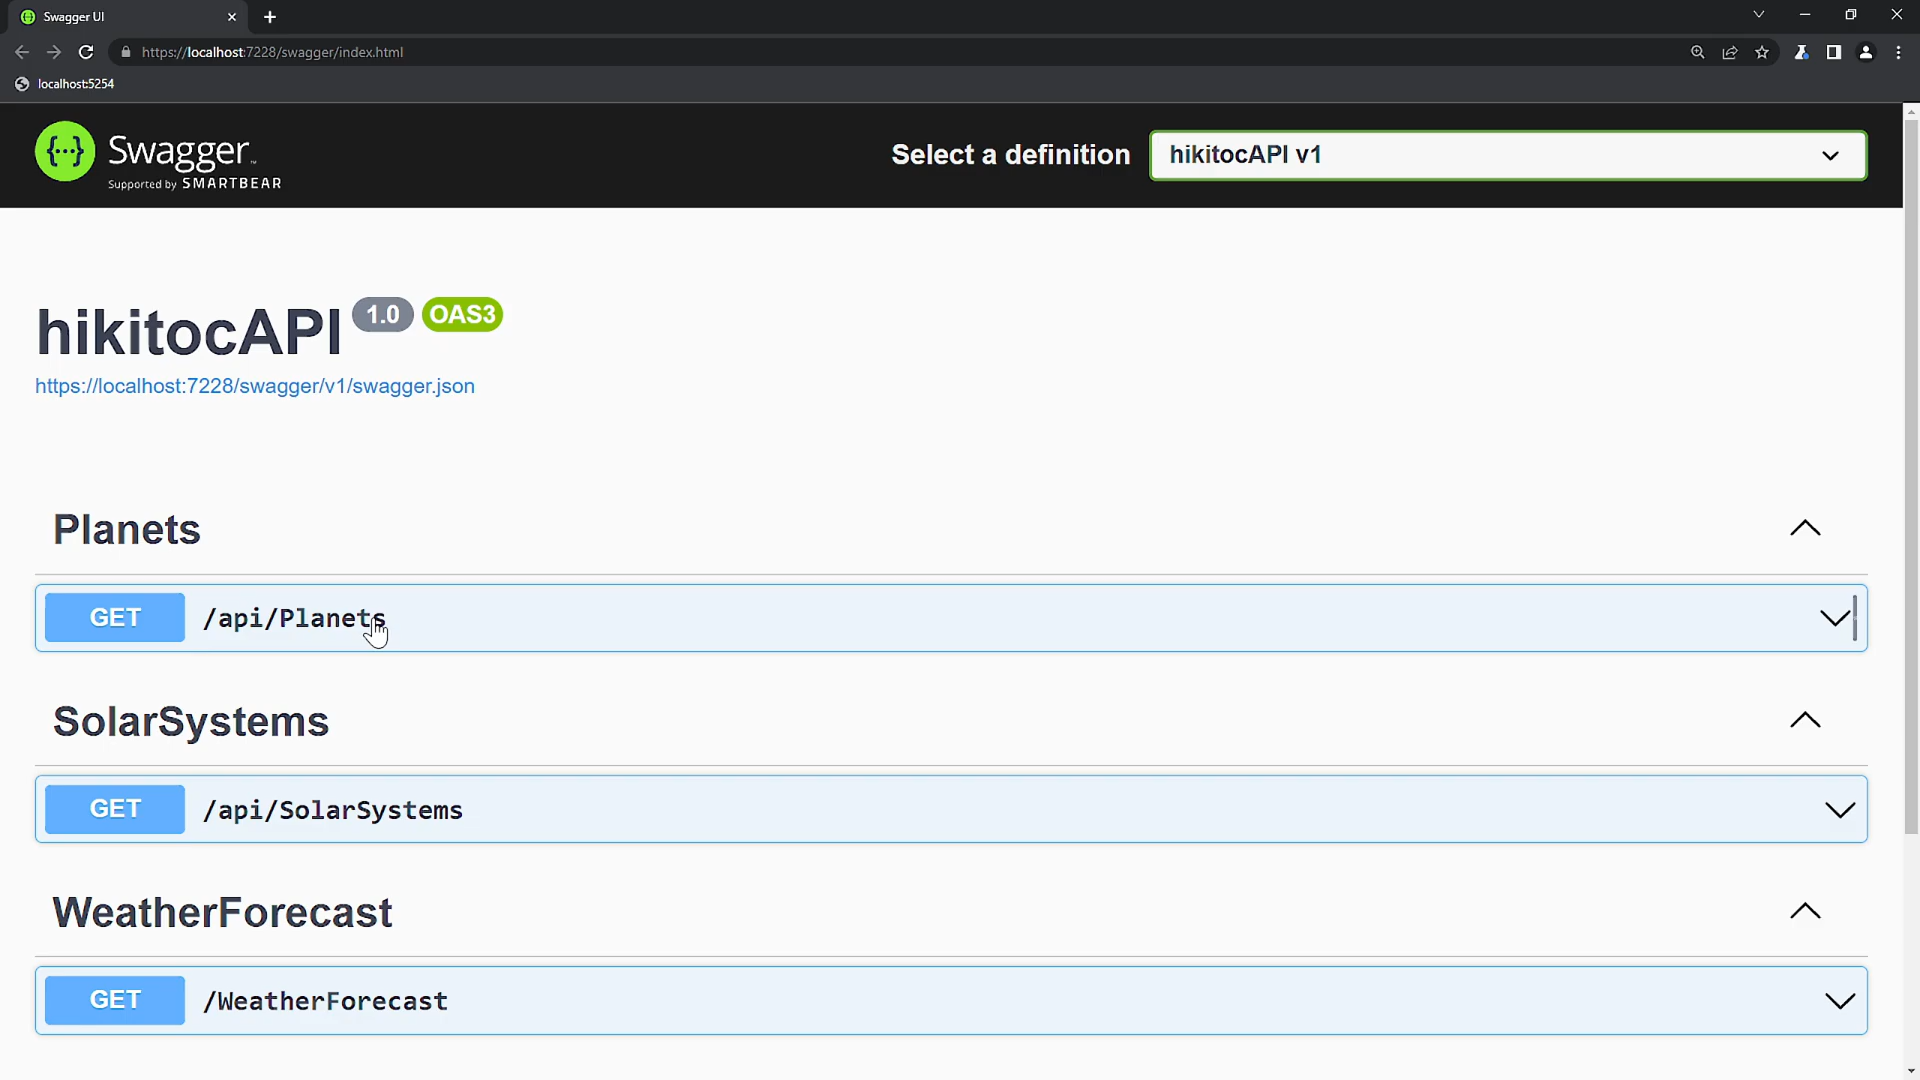 Swagger UI
https://localhost:7228/swagger/index.html
localhost:5254
{...} Swagger™
Supported by SMARTBEAR
Select a definition
hikitocAPI v1
hikitocAPI 1.0 OAS3
https://localhost:7228/swagger/v1/swagger.json
Planets
GET /api/Planets
SolarSystems
GET /api/SolarSystems
WeatherForecast
GET /WeatherForecast